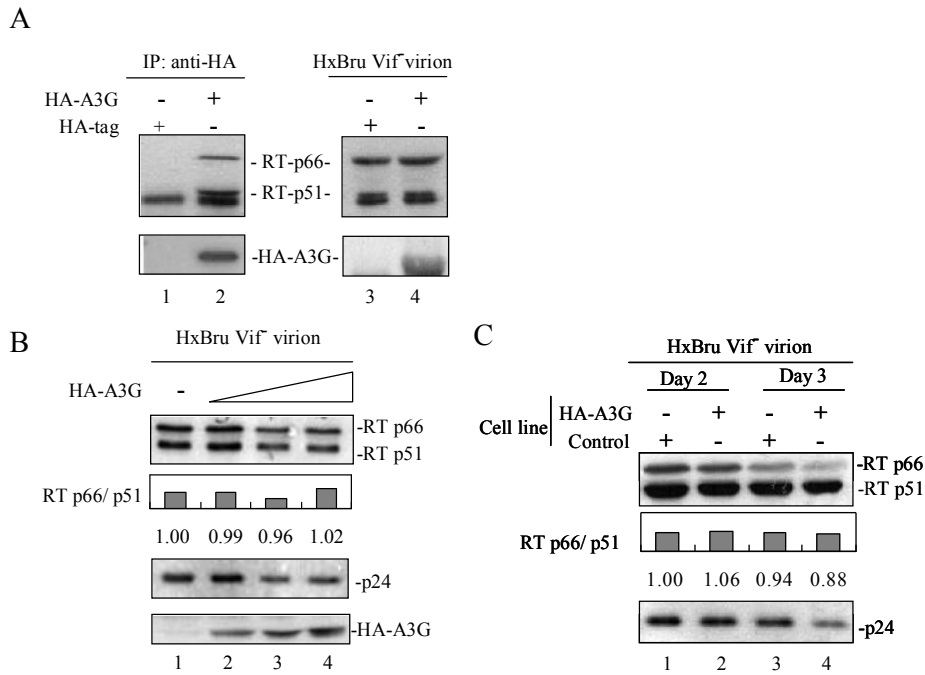 A
IP: anti-HA
HxBru Vif⁻ virion
HA-A3G - + - +
HA-tag + - + -
- RT-p66-
- RT-p51-
-HA-A3G-
1 2 3 4
B
HxBru Vif⁻ virion
HA-A3G -
-RT p66
-RT p51
RT p66/ p51
1.00 0.99 0.96 1.02
-p24
-HA-A3G
1 2 3 4
C
HxBru Vif⁻ virion
Day 2 Day 3
Cell line
HA-A3G - + - +
Control + - + -
-RT p66
-RT p51
RT p66/ p51
1.00 1.06 0.94 0.88
-p24
1 2 3 4